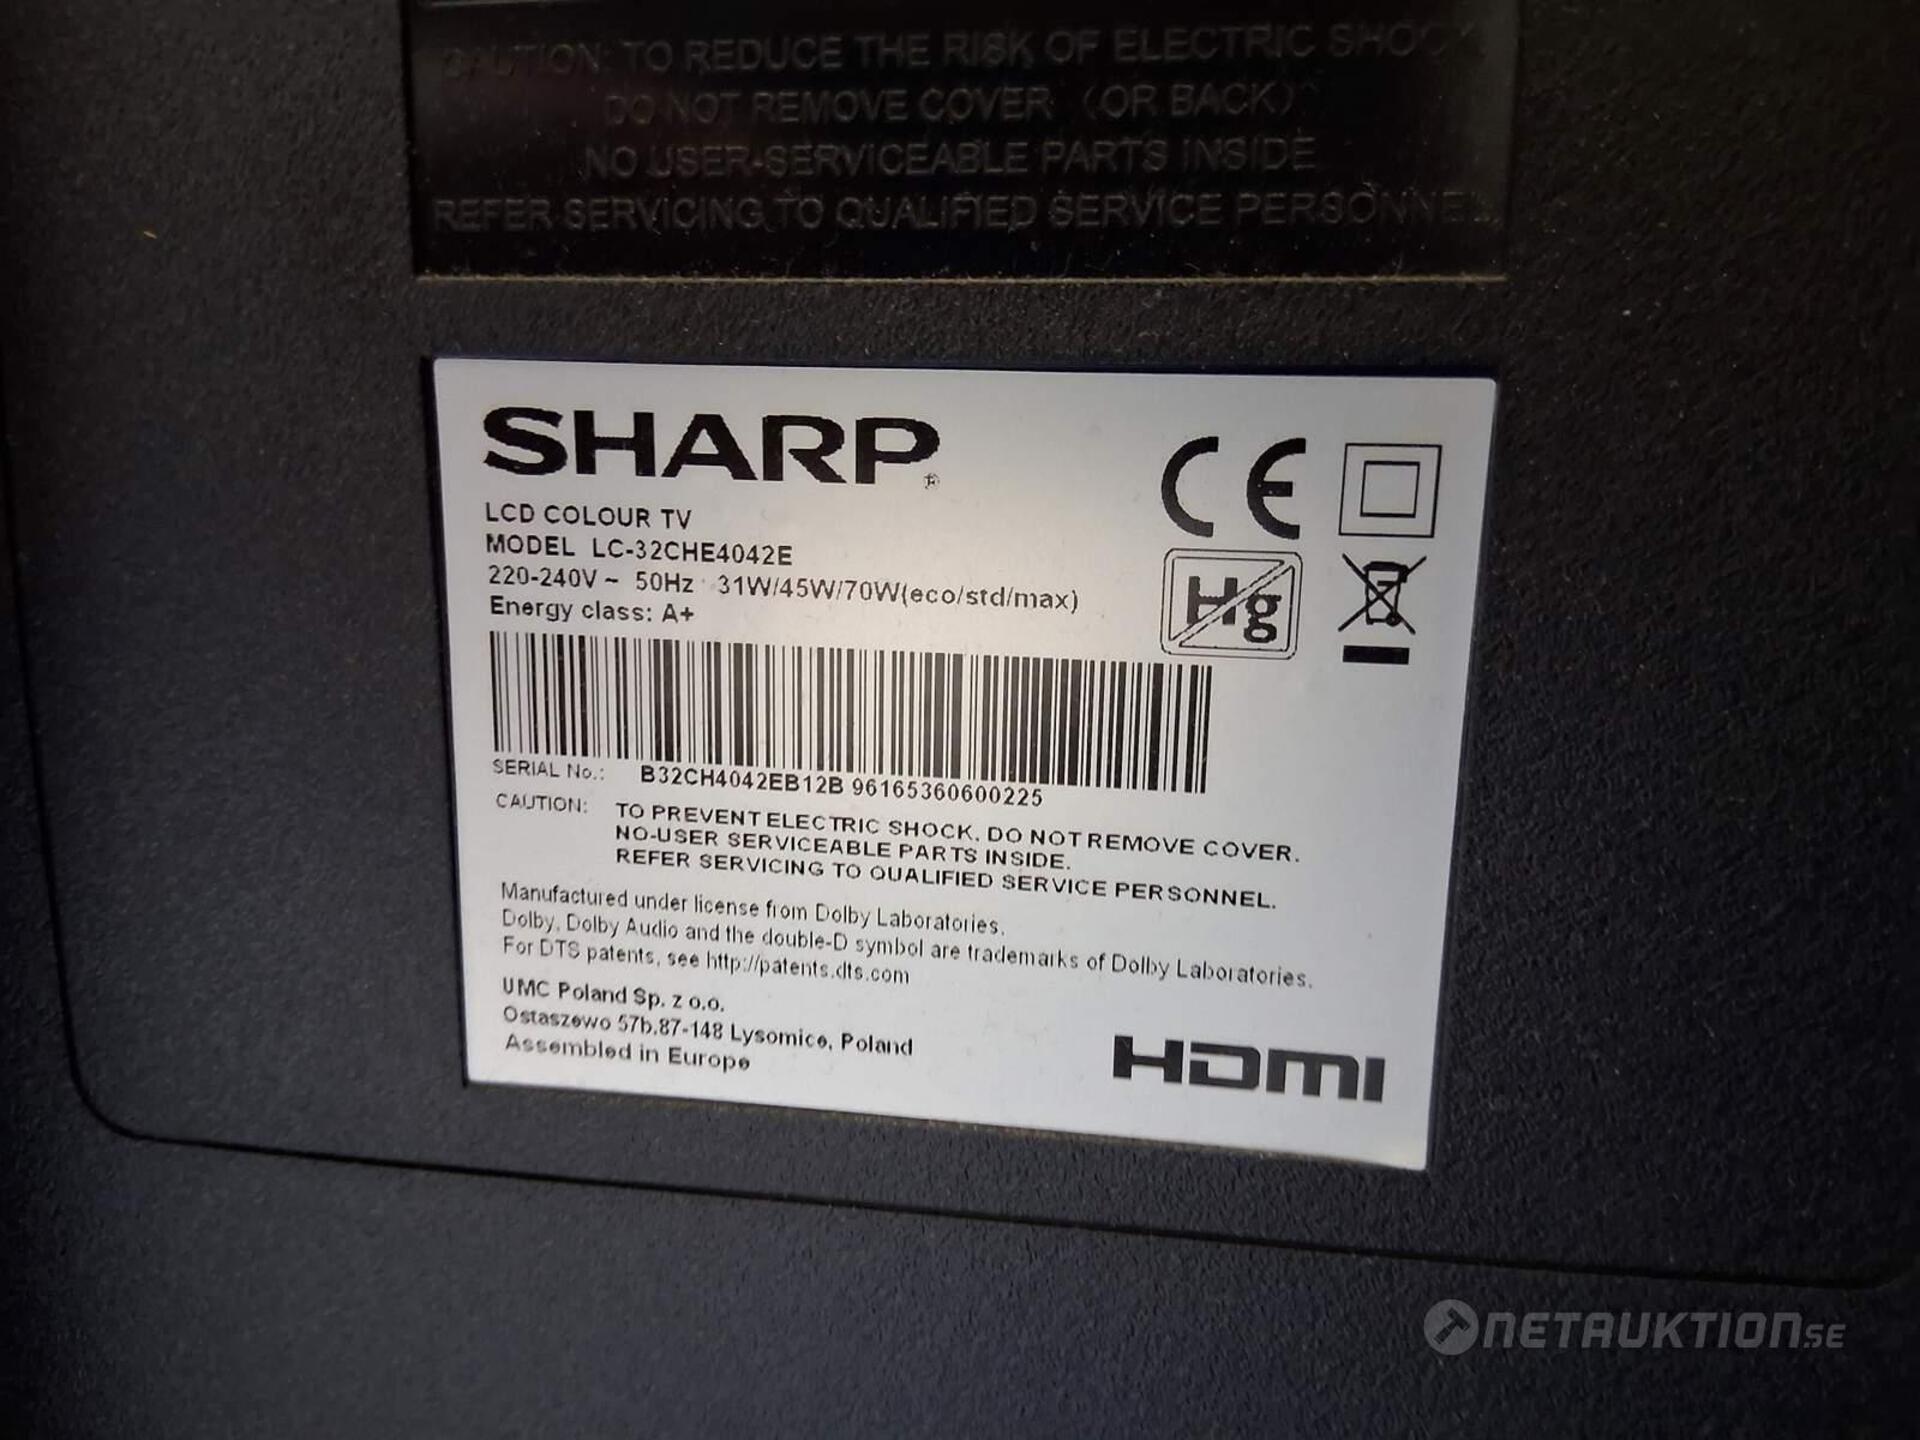 CAUTION: TO REDUCE THE RISK OF ELECTRIC SHOCK
DO NOT REMOVE COVER (OR BACK)
NO USER-SERVICEABLE PARTS INSIDE
REFER SERVICING TO QUALIFIED SERVICE PERSONNEL
SHARP®
LCD COLOUR TV
MODEL LC-32CHE4042E
220-240V ~ 50Hz 31W/45W/70W(eco/std/max)
Energy class: A+
CE
Hg
SERIAL No.: B32CH4042EB12B 96165360600225
CAUTION: TO PREVENT ELECTRIC SHOCK, DO NOT REMOVE COVER.
NO-USER SERVICEABLE PARTS INSIDE.
REFER SERVICING TO QUALIFIED SERVICE PERSONNEL.
Manufactured under license from Dolby Laboratories.
Dolby, Dolby Audio and the double-D symbol are trademarks of Dolby Laboratories.
For DTS patents, see http://patents.dts.com
UMC Poland Sp. z o.o.
Ostaszewo 57b,87-148 Lysomice, Poland
Assembled in Europe
HDMI
NETAUKTION.SE